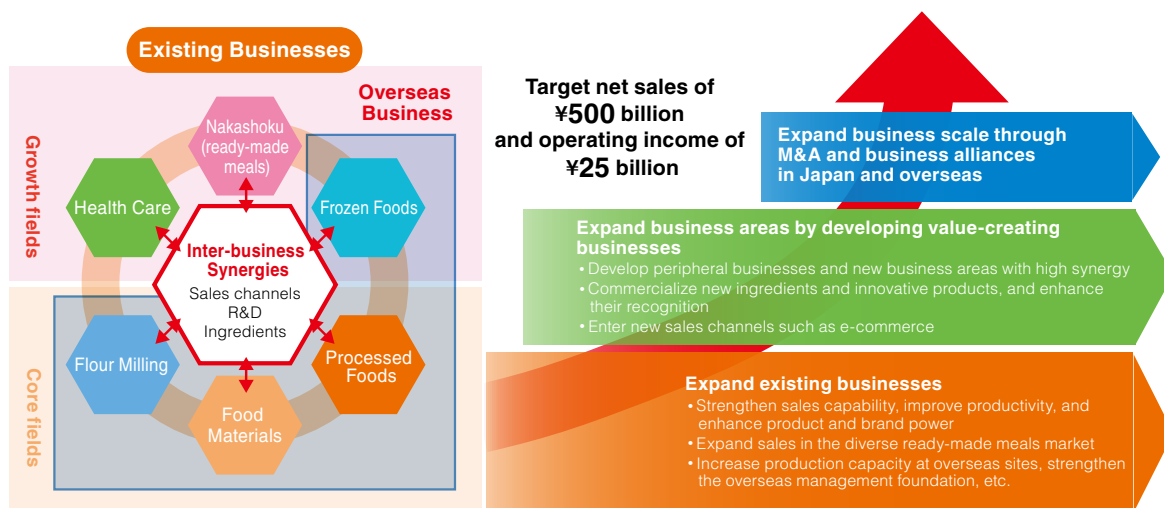 Existing Businesses
Overseas
Business
Growth fields
Nakashoku
(ready-made
meals)
Health Care
Frozen Foods
Inter-business
Synergies
Sales channels
R&D
Ingredients
Core fields
Flour Milling
Processed
Foods
Food
Materials
Target net sales of
¥500 billion
and operating income of
¥25 billion
Expand business scale through
M&A and business alliances
in Japan and overseas
Expand business areas by developing value-creating
businesses
• Develop peripheral businesses and new business areas with high synergy
• Commercialize new ingredients and innovative products, and enhance
their recognition
• Enter new sales channels such as e-commerce
Expand existing businesses
• Strengthen sales capability, improve productivity, and
enhance product and brand power
• Expand sales in the diverse ready-made meals market
• Increase production capacity at overseas sites, strengthen
the overseas management foundation, etc.